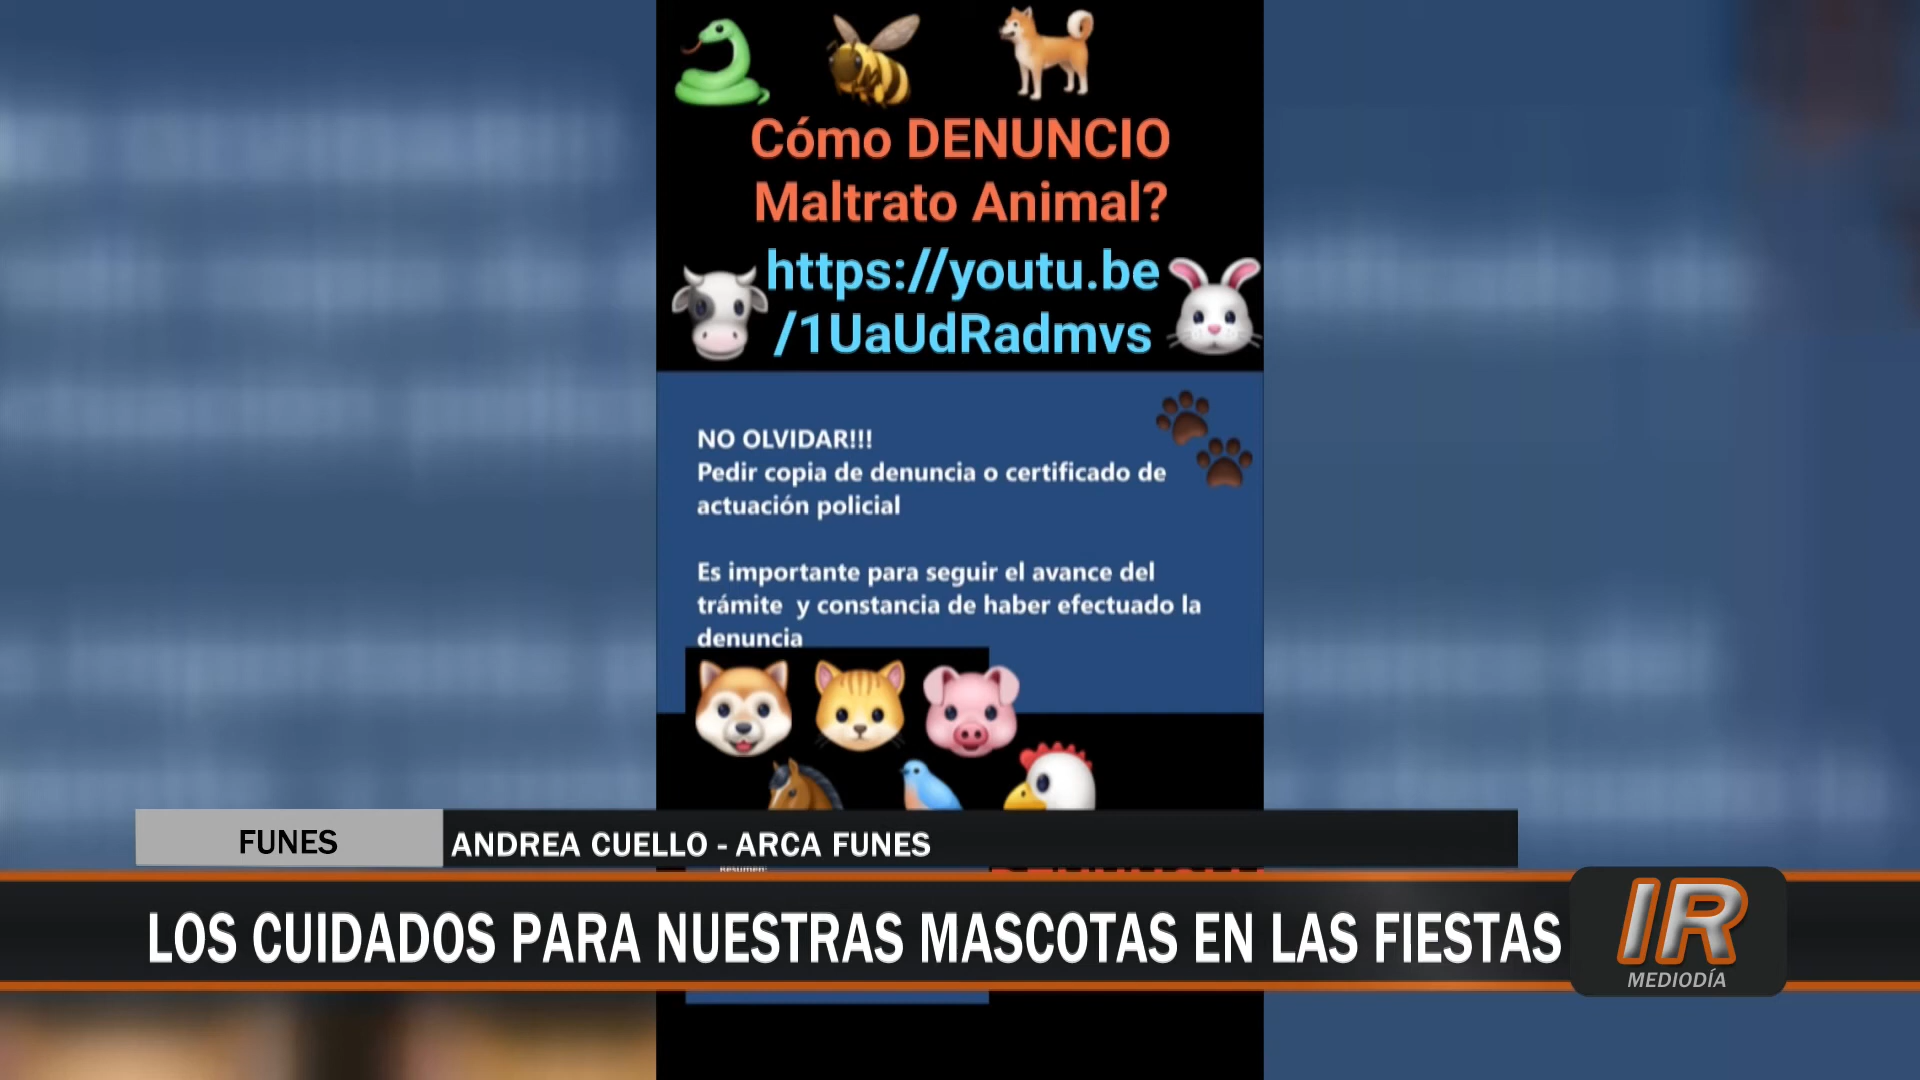 Cómo DENUNCIO
Maltrato Animal?
https://youtu.be
/1UaUdRadmvs
NO OLVIDAR!!!
Pedir copia de denuncia o certificado de
actuación policial
Es importante para seguir el avance del
trámite y constancia de haber efectuado la
denuncia
FUNES
ANDREA CUELLO - ARCA FUNES
Resumen:
LOS CUIDADOS PARA NUESTRAS MASCOTAS EN LAS FIESTAS
IR
MEDIODÍA